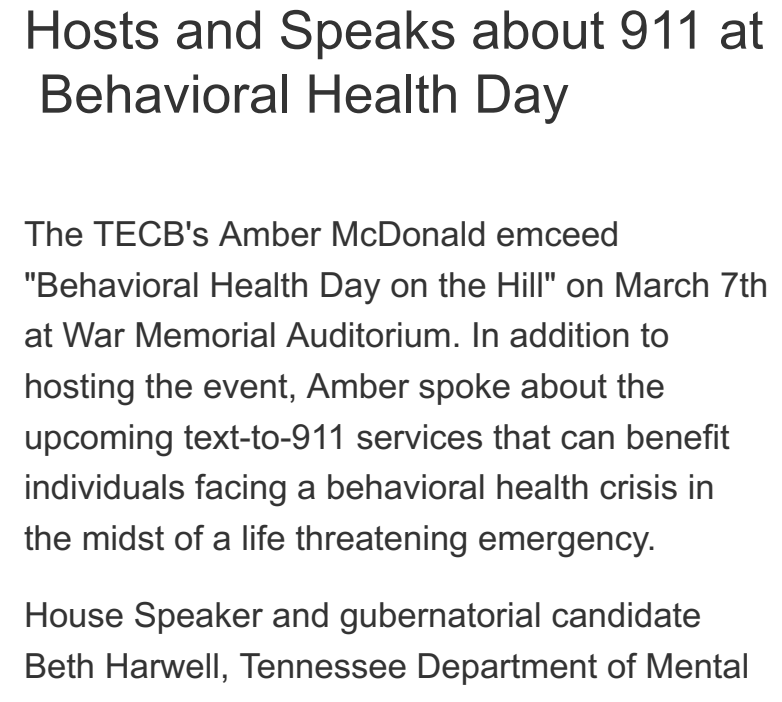 Hosts and Speaks about 911 at
Behavioral Health Day
The TECB's Amber McDonald emceed
"Behavioral Health Day on the Hill" on March 7th
at War Memorial Auditorium. In addition to
hosting the event, Amber spoke about the
upcoming text-to-911 services that can benefit
individuals facing a behavioral health crisis in
the midst of a life threatening emergency.
House Speaker and gubernatorial candidate
Beth Harwell, Tennessee Department of Mental